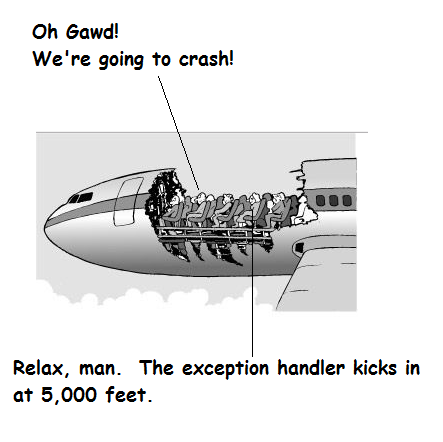 Oh Gawd!
We're going to crash!
Relax, man.  The exception handler kicks in
at 5,000 feet.